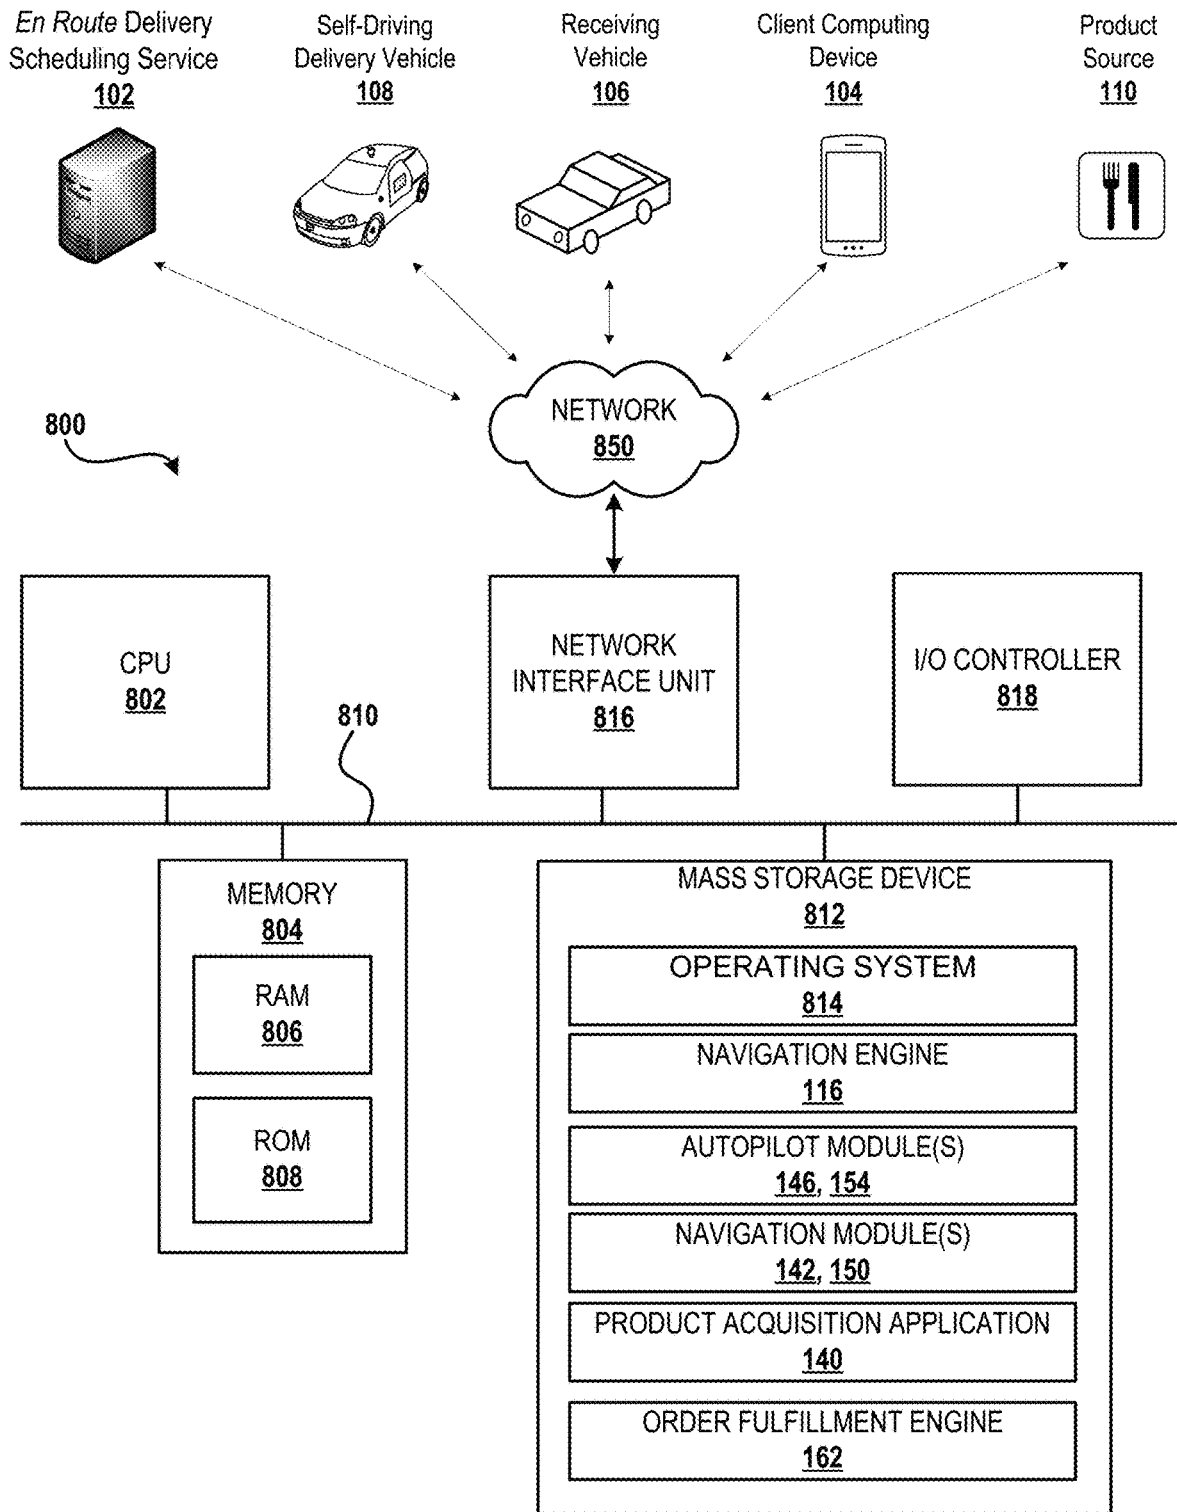 En Route Delivery
Scheduling Service
102
Self-Driving
Delivery Vehicle
108
Receiving
Vehicle
106
Client Computing
Device
104
Product
Source
110
NETWORK
850
800
CPU
802
NETWORK
INTERFACE UNIT
816
I/O CONTROLLER
818
810
MEMORY
804
RAM
806
ROM
808
MASS STORAGE DEVICE
812
OPERATING SYSTEM
814
NAVIGATION ENGINE
116
AUTOPILOT MODULE(S)
146, 154
NAVIGATION MODULE(S)
142, 150
PRODUCT ACQUISITION APPLICATION
140
ORDER FULFILLMENT ENGINE
162